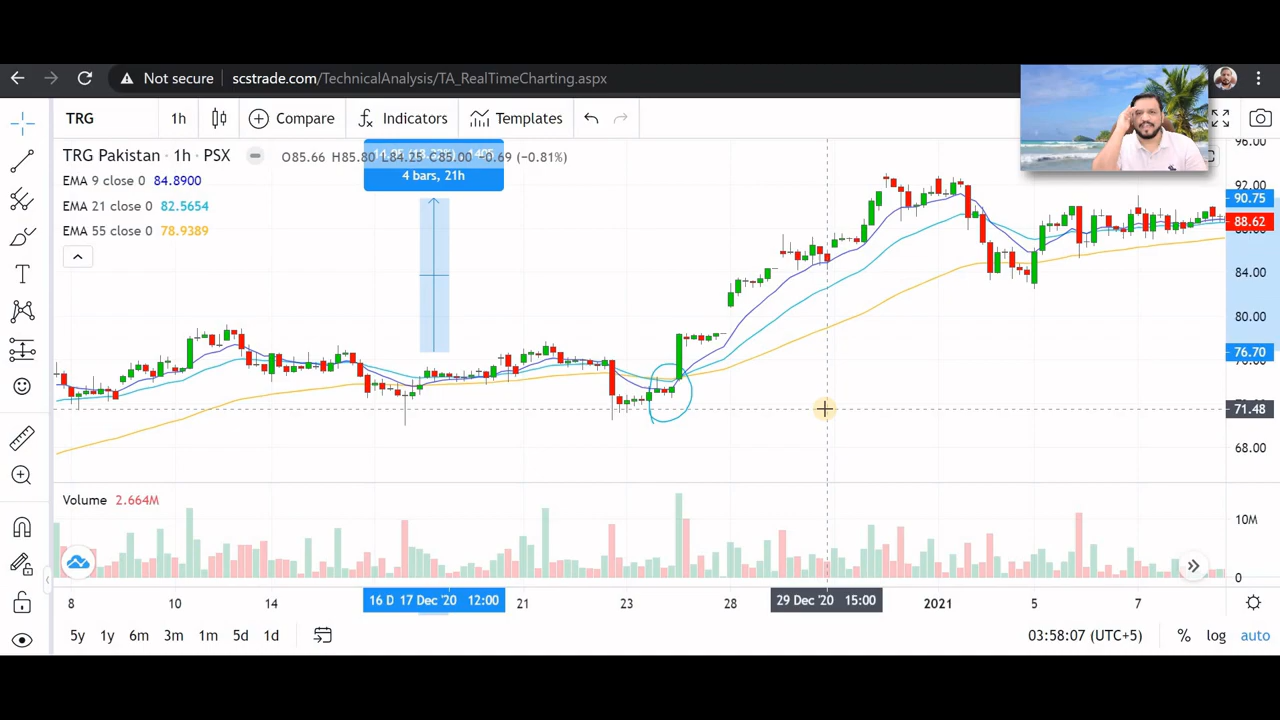 Not secure scstrade.com/TechnicalAnalysis/TA_RealTimeCharting.aspx
TRG 1h Compare Indicators Templates
TRG Pakistan · 1h · PSX O85.66 H85.80 L84.25 C85.00 −0.69 (−0.81%)
4 bars, 21h
EMA 9 close 0 84.8900
EMA 21 close 0 82.5654
EMA 55 close 0 78.9389
96.00
92.00
90.75
88.62
84.00
80.00
76.70
71.48
68.00
Volume 2.664M
10M
0
8 10 14 16 D 17 Dec '20 12:00 21 23 28 29 Dec '20 15:00 2021 5 7
5y 1y 6m 3m 1m 5d 1d 03:58:07 (UTC+5) % log auto